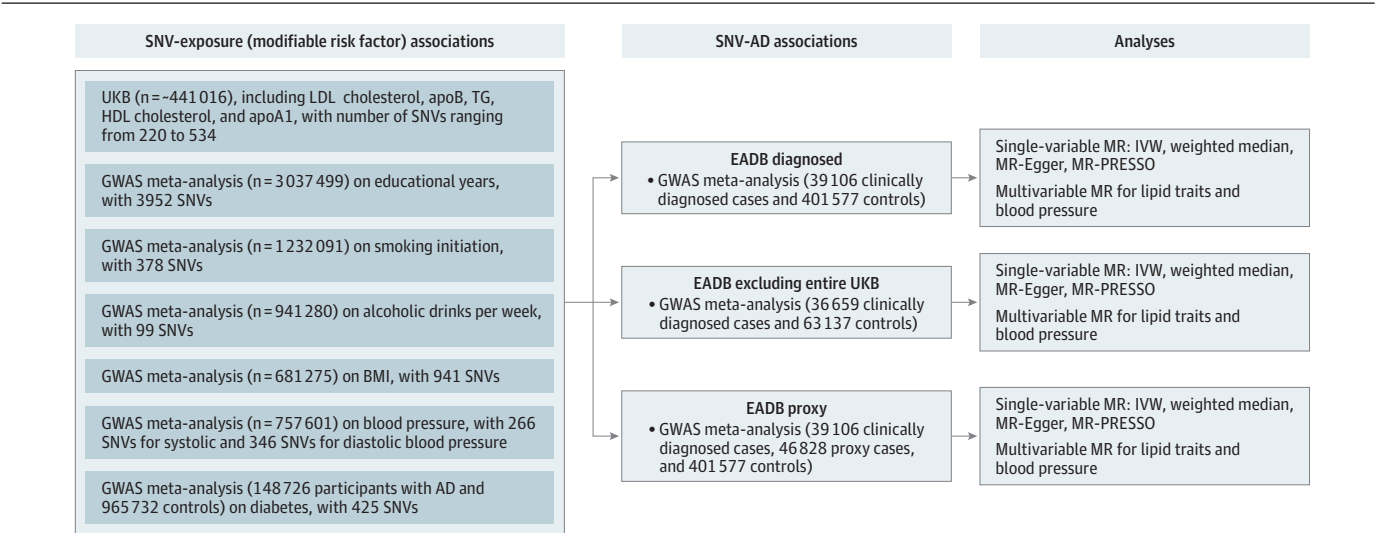 SNV-exposure (modifiable risk factor) associations
UKB (n=~441 016), including LDL cholesterol, apoB, TG,
HDL cholesterol, and apoA1, with number of SNVs ranging
from 220 to 534
GWAS meta-analysis (n=3 037 499) on educational years,
with 3952 SNVs
GWAS meta-analysis (n=1 232 091) on smoking initiation,
with 378 SNVs
GWAS meta-analysis (n=941 280) on alcoholic drinks per week,
with 99 SNVs
GWAS meta-analysis (n=681 275) on BMI, with 941 SNVs
GWAS meta-analysis (n=757 601) on blood pressure, with 266
SNVs for systolic and 346 SNVs for diastolic blood pressure
GWAS meta-analysis (148 726 participants with AD and
965 732 controls) on diabetes, with 425 SNVs
SNV-AD associations
EADB diagnosed
• GWAS meta-analysis (39 106 clinically
diagnosed cases and 401 577 controls)
EADB excluding entire UKB
• GWAS meta-analysis (36 659 clinically
diagnosed cases and 63 137 controls)
EADB proxy
• GWAS meta-analysis (39 106 clinically
diagnosed cases, 46 828 proxy cases,
and 401 577 controls)
Analyses
Single-variable MR: IVW, weighted median,
MR-Egger, MR-PRESSO
Multivariable MR for lipid traits and
blood pressure
Single-variable MR: IVW, weighted median,
MR-Egger, MR-PRESSO
Multivariable MR for lipid traits and
blood pressure
Single-variable MR: IVW, weighted median,
MR-Egger, MR-PRESSO
Multivariable MR for lipid traits and
blood pressure